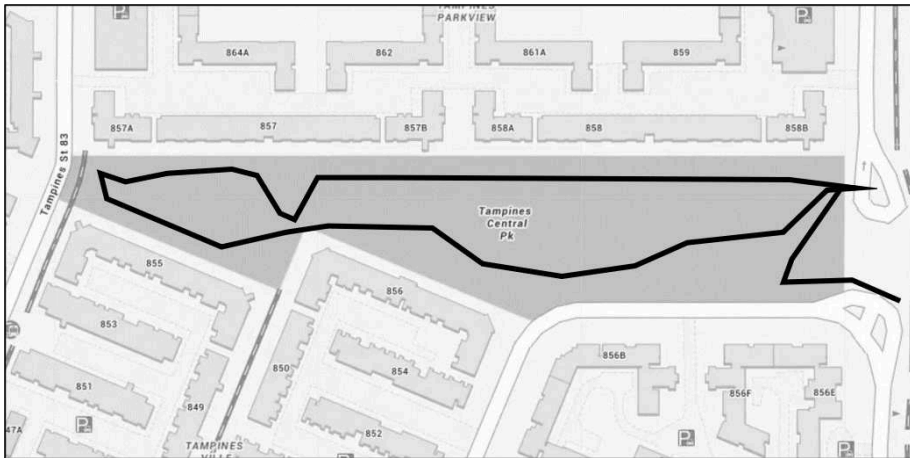 TAMPINES
PARKVIEW
864A
862
861A
859
857A
857
857B
858A
858
858B
Tampines St 83
Tampines
Central
Pk
855
856
853
850
854
851
849
852
856B
856F
856E
47A
TAMPINES
VILLE